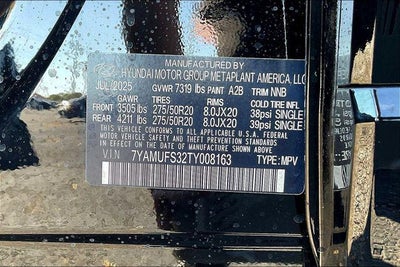 MANUFACTURED BY
HYUNDAI MOTOR GROUP METAPLANT AMERICA, LLC
JUL/2025 GVWR 7319 lbs PAINT A2B TRIM NNB
GAWR TIRES RIMS COLD TIRE INF.
FRONT 3505 lbs 275/50R20 8.0JX20 38psi SINGLE
REAR 4211 lbs 275/50R20 8.0JX20 39psi SINGLE
THIS VEHICLE CONFORMS TO ALL APPLICABLE U.S. FEDERAL
MOTOR VEHICLE SAFETY AND THEFT PREVENTION STANDARDS
IN EFFECT ON THE DATE OF MANUFACTURE SHOWN ABOVE.
VIN 7YAMUFS32TY008163 TYPE: MPV